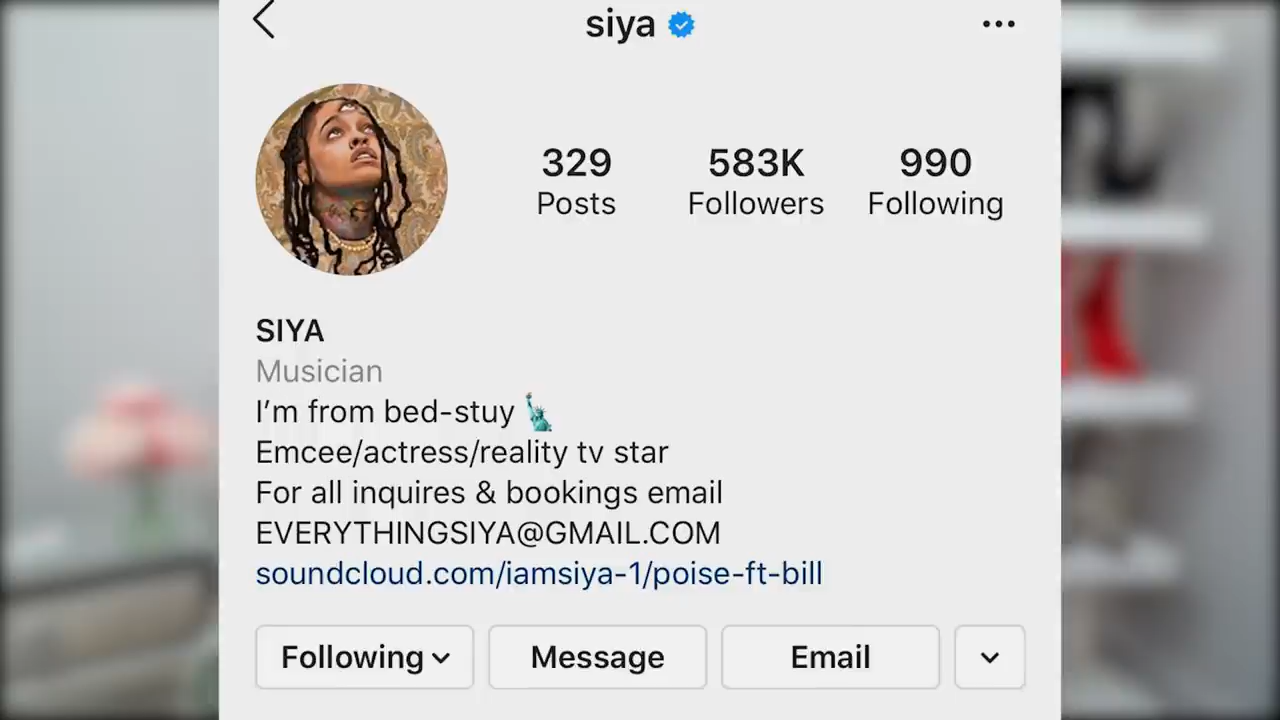 siya
329 583K 990
Posts Followers Following
SIYA
Musician
I'm from bed-stuy 🗽
Emcee/actress/reality tv star
For all inquires & bookings email
EVERYTHINGSIYA@GMAIL.COM
soundcloud.com/iamsiya-1/poise-ft-bill
Following Message Email